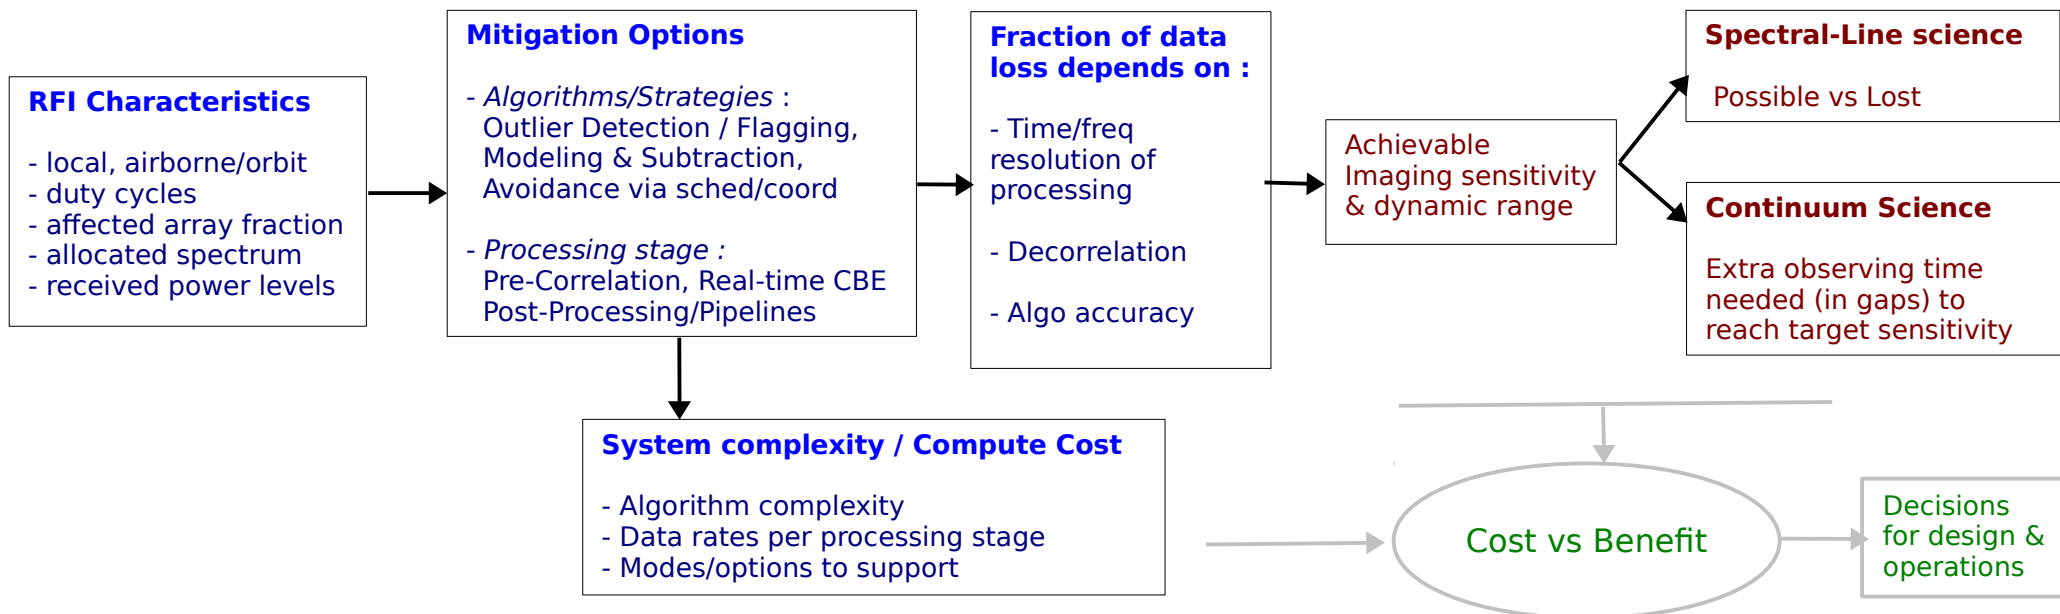 RFI Characteristics
- local, airborne/orbit
- duty cycles
- affected array fraction
- allocated spectrum
- received power levels
Mitigation Options
- Algorithms/Strategies :
Outlier Detection / Flagging,
Modeling & Subtraction,
Avoidance via sched/coord
- Processing stage :
Pre-Correlation, Real-time CBE
Post-Processing/Pipelines
Fraction of data
loss depends on :
- Time/freq
resolution of
processing
- Decorrelation
- Algo accuracy
Achievable
Imaging sensitivity
& dynamic range
Spectral-Line science
Possible vs Lost
Continuum Science
Extra observing time
needed (in gaps) to
reach target sensitivity
System complexity / Compute Cost
- Algorithm complexity
- Data rates per processing stage
- Modes/options to support
Cost vs Benefit
Decisions
for design &
operations